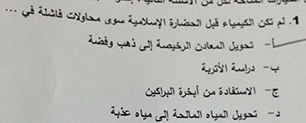 1. لم تكن الكيمياء قبل الحضارة الإسلامية سوى محاولات فاشلة في ...
أ- تحويل المعادن الرخيصة إلى ذهب وفضة
ب- دراسة الأتربة
ج- الاستفادة من أبخرة البراكين
د- تحويل المياه المالحة إلى مياه عذبة